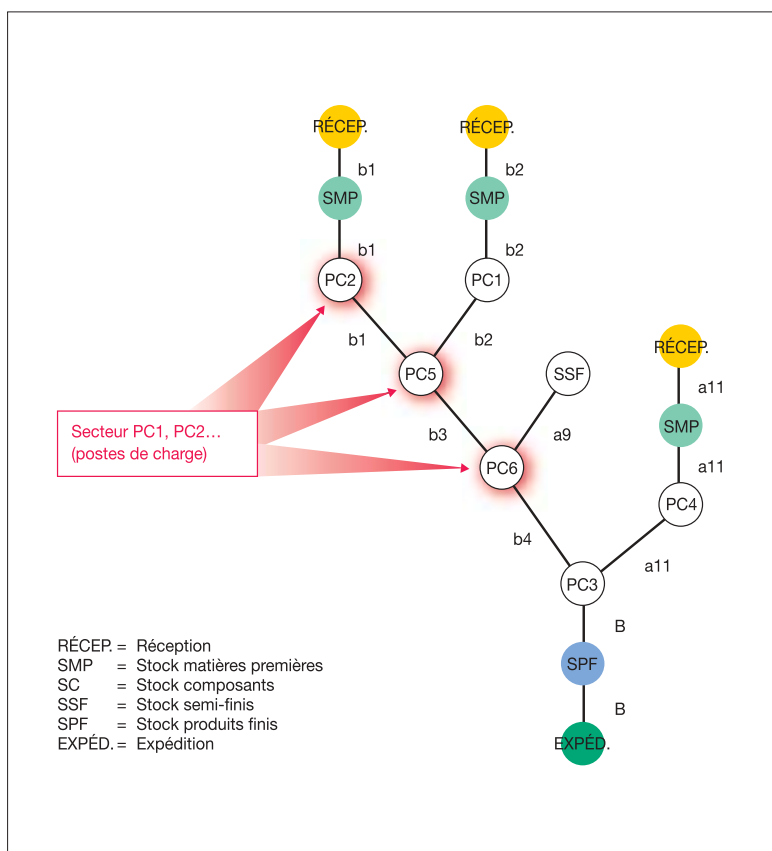 RÉCEP. RÉCEP.
b1 b2
SMP SMP
b1 b2
PC2 PC1
b1 b2
RÉCEP.
PC5 SSF
a11
SMP
Secteur PC1, PC2...
(postes de charge)
b3 a9
PC6
a11
PC4
b4
a11
PC3
B
SPF
B
EXPÉD.
RÉCEP. = Réception
SMP = Stock matières premières
SC = Stock composants
SSF = Stock semi-finis
SPF = Stock produits finis
EXPÉD. = Expédition